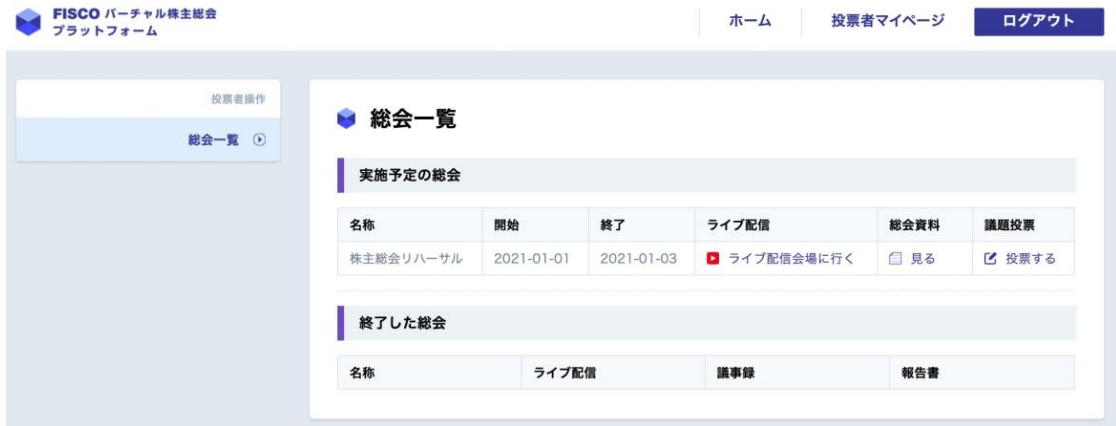 FISCO バーチャル株主総会
プラットフォーム
ホーム 投票者マイページ ログアウト
投票者操作
総会一覧
総会一覧
実施予定の総会
名称 開始 終了 ライブ配信 総会資料 議題投票
株主総会リハーサル 2021-01-01 2021-01-03 ライブ配信会場に行く 見る 投票する
終了した総会
名称 ライブ配信 議事録 報告書